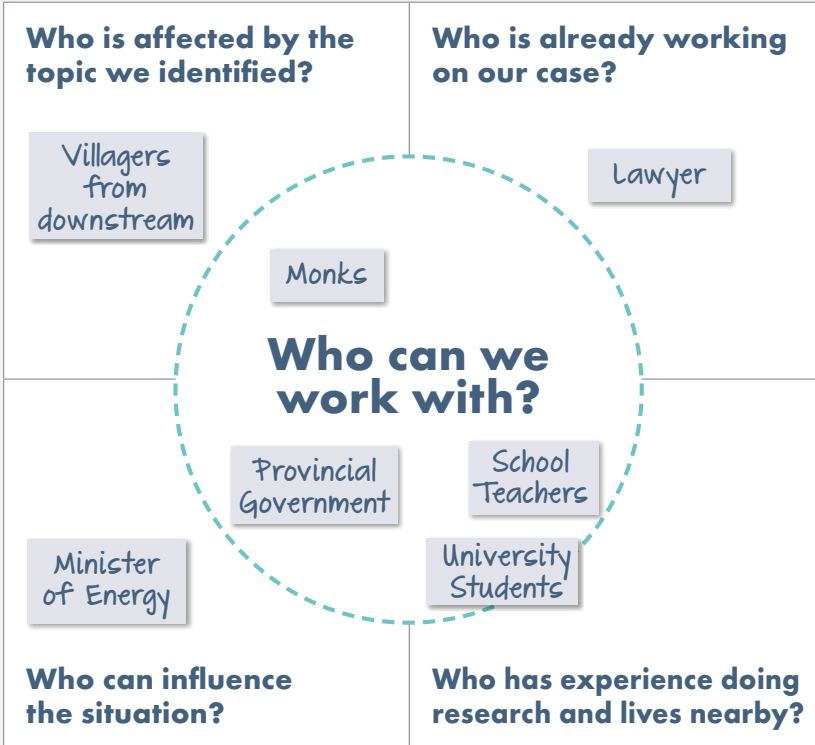 Who is affected by the
topic we identified?
Villagers
from
downstream
Who is already working
on our case?
Lawyer
Monks
Who can we
work with?
Provincial
Government
School
Teachers
University
Students
Minister
of Energy
Who can influence
the situation?
Who has experience doing
research and lives nearby?